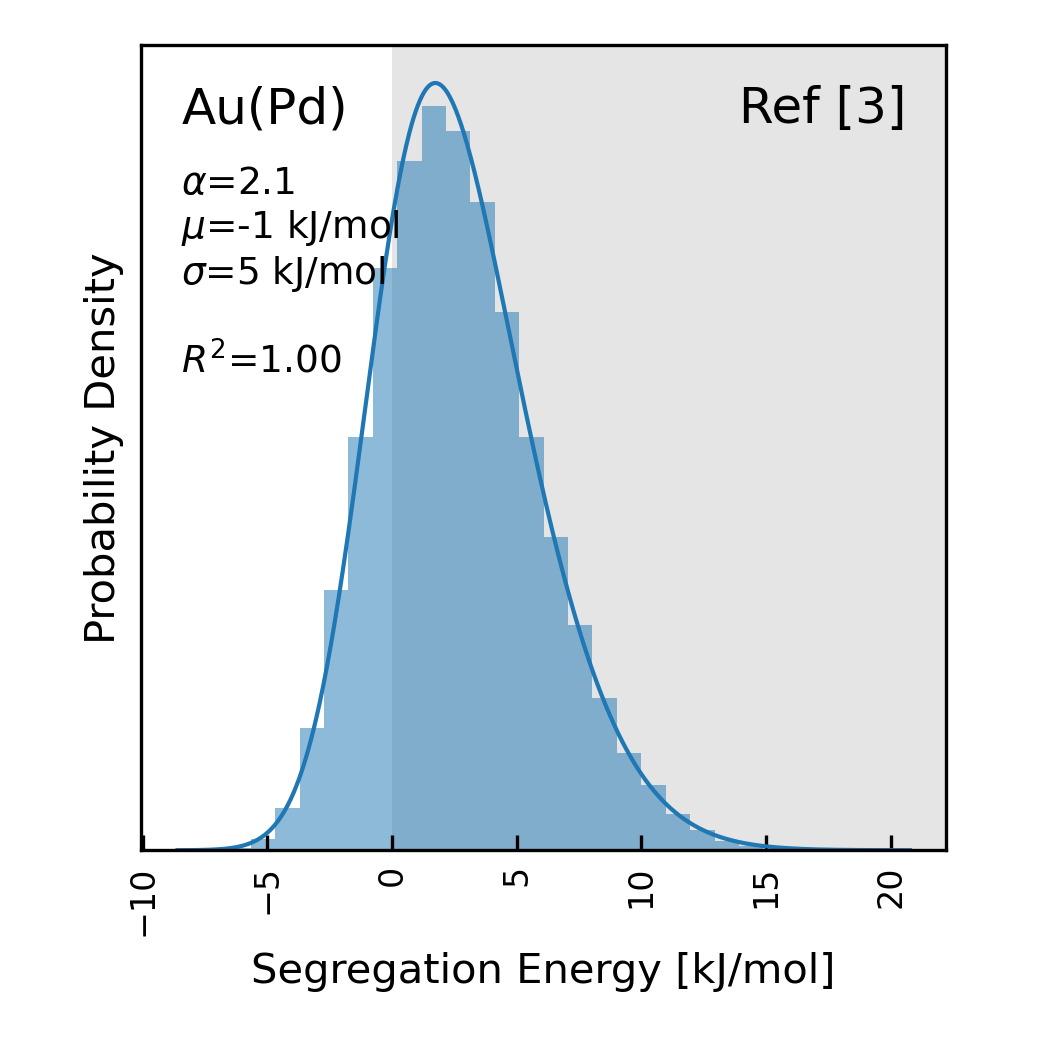 Au(Pd)
Ref [3]
α=2.1
μ=-1 kJ/mol
σ=5 kJ/mol
R²=1.00
Probability Density
−10
−5
0
5
10
15
20
Segregation Energy [kJ/mol]